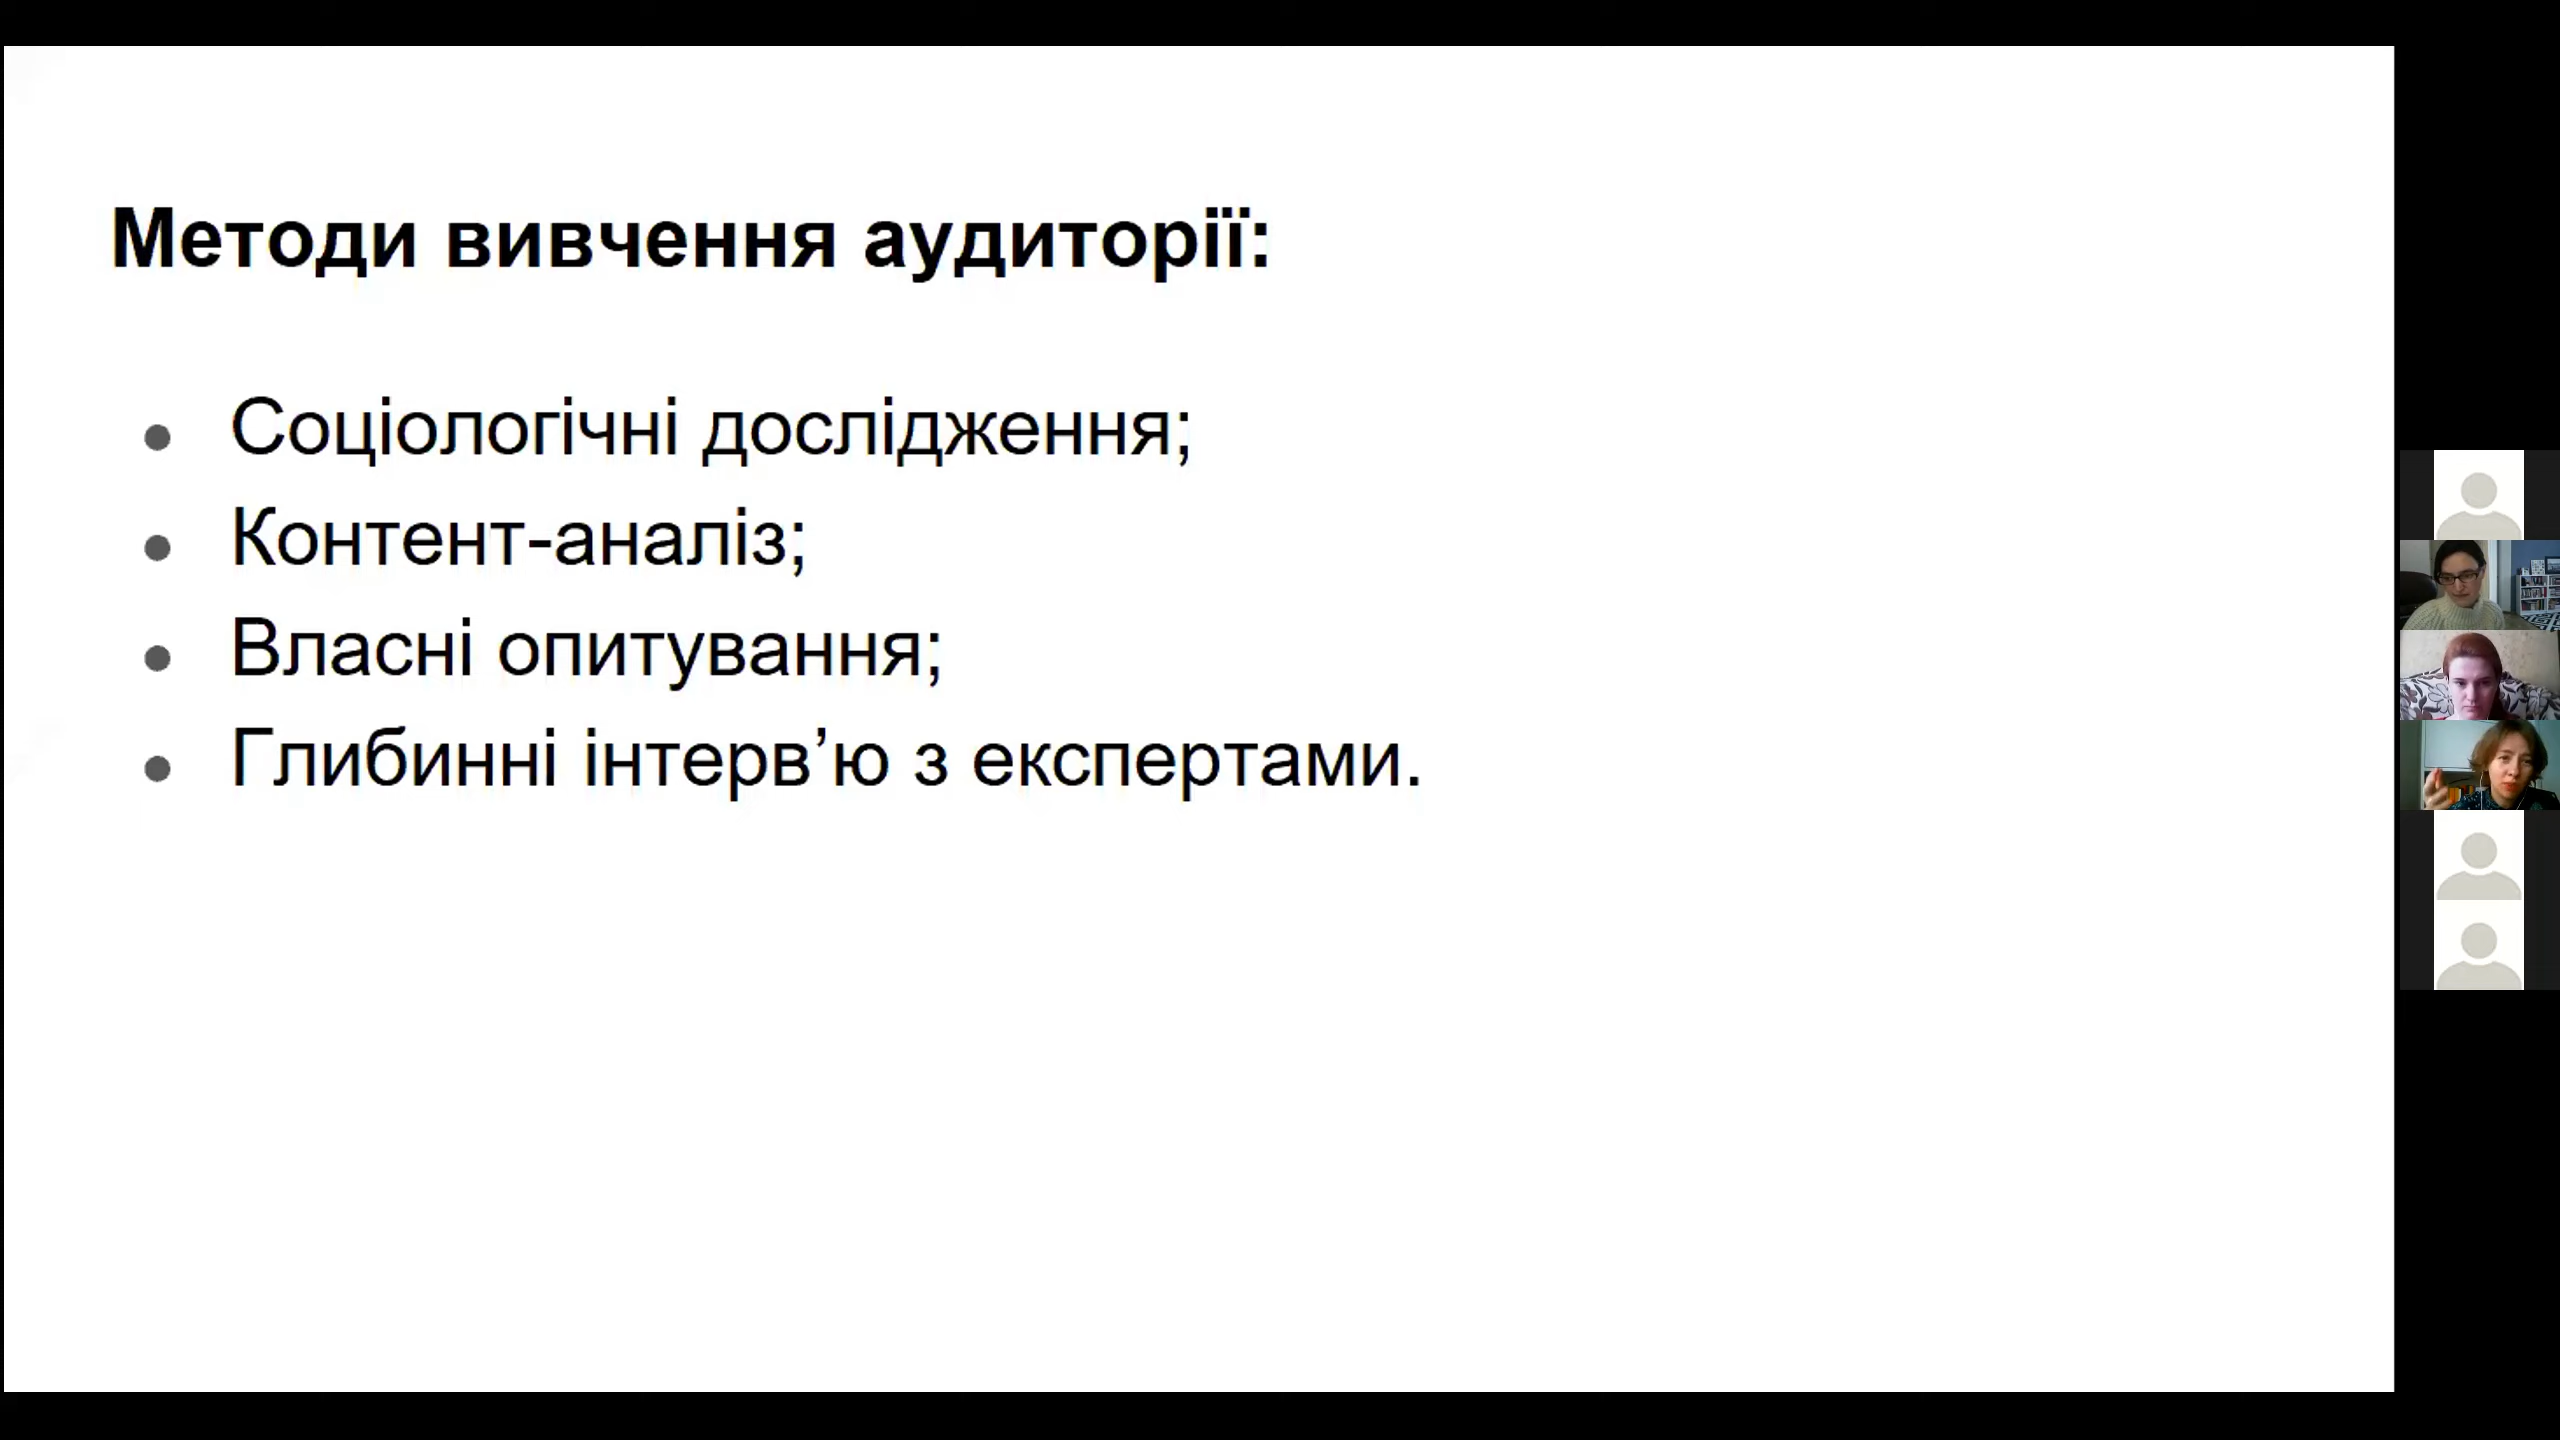 Методи вивчення аудиторії:
Соціологічні дослідження;
Контент-аналіз;
Власні опитування;
Глибинні інтерв’ю з експертами.